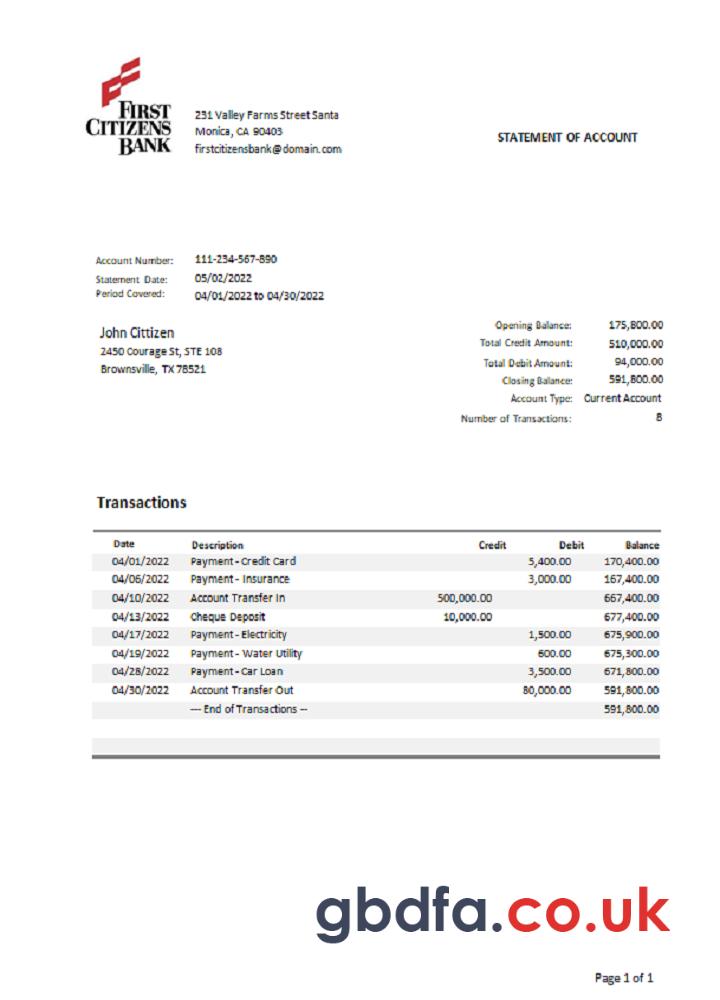 FIRST
CITIZENS
BANK
231 Valley Farms Street Santa
Monica, CA 90403
firstcitizensbank@domain.com
STATEMENT OF ACCOUNT
Account Number: 111-234-567-890
Statement Date: 05/02/2022
Period Covered: 04/01/2022 to 04/30/2022
John Cittizen
2450 Courage St, STE 108
Brownsville, TX 78521
Opening Balance: 175,800.00
Total Credit Amount: 510,000.00
Total Debit Amount: 94,000.00
Closing Balance: 591,800.00
Account Type: Current Account
Number of Transactions: 8
Transactions
Date Description Credit Debit Balance
04/01/2022 Payment - Credit Card 5,400.00 170,400.00
04/06/2022 Payment - Insurance 3,000.00 167,400.00
04/10/2022 Account Transfer In 500,000.00 667,400.00
04/13/2022 Cheque Deposit 10,000.00 677,400.00
04/17/2022 Payment - Electricity 1,500.00 675,900.00
04/19/2022 Payment - Water Utility 600.00 675,300.00
04/28/2022 Payment - Car Loan 3,500.00 671,800.00
04/30/2022 Account Transfer Out 80,000.00 591,800.00
--- End of Transactions -- 591,800.00
gbdfa.co.uk
Page 1 of 1